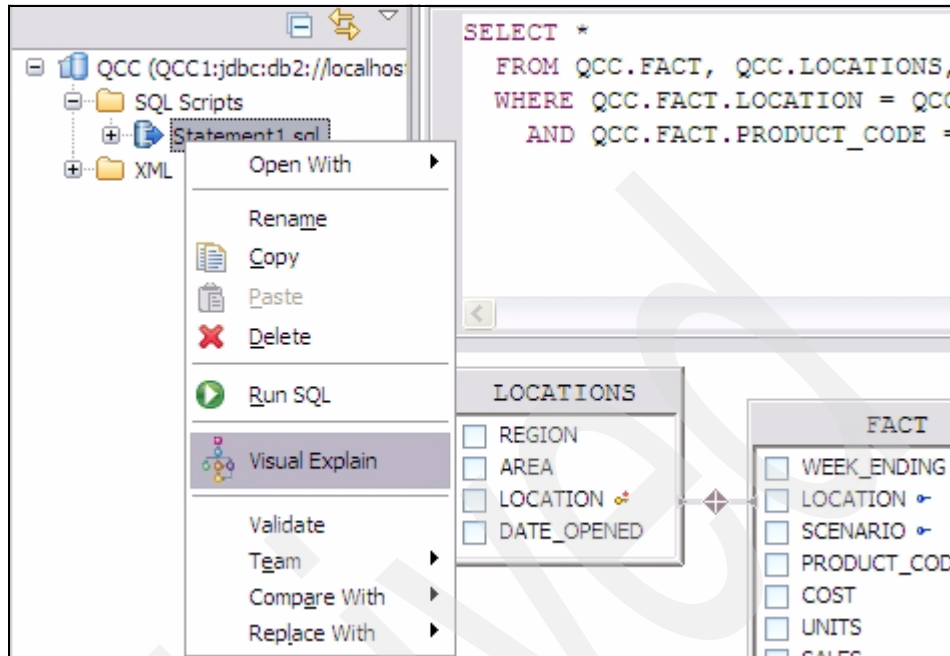 QCC (QCC1:jdbc:db2://localhos
SQL Scripts
Statement1.sql
XML
Open With
Rename
Copy
Paste
Delete
Run SQL
Visual Explain
Validate
Team
Compare With
Replace With
SELECT *
FROM QCC.FACT, QCC.LOCATIONS,
WHERE QCC.FACT.LOCATION = QCC
AND QCC.FACT.PRODUCT_CODE =
LOCATIONS
REGION
AREA
LOCATION
DATE_OPENED
FACT
WEEK_ENDING
LOCATION
SCENARIO
PRODUCT_COD
COST
UNITS
SALES